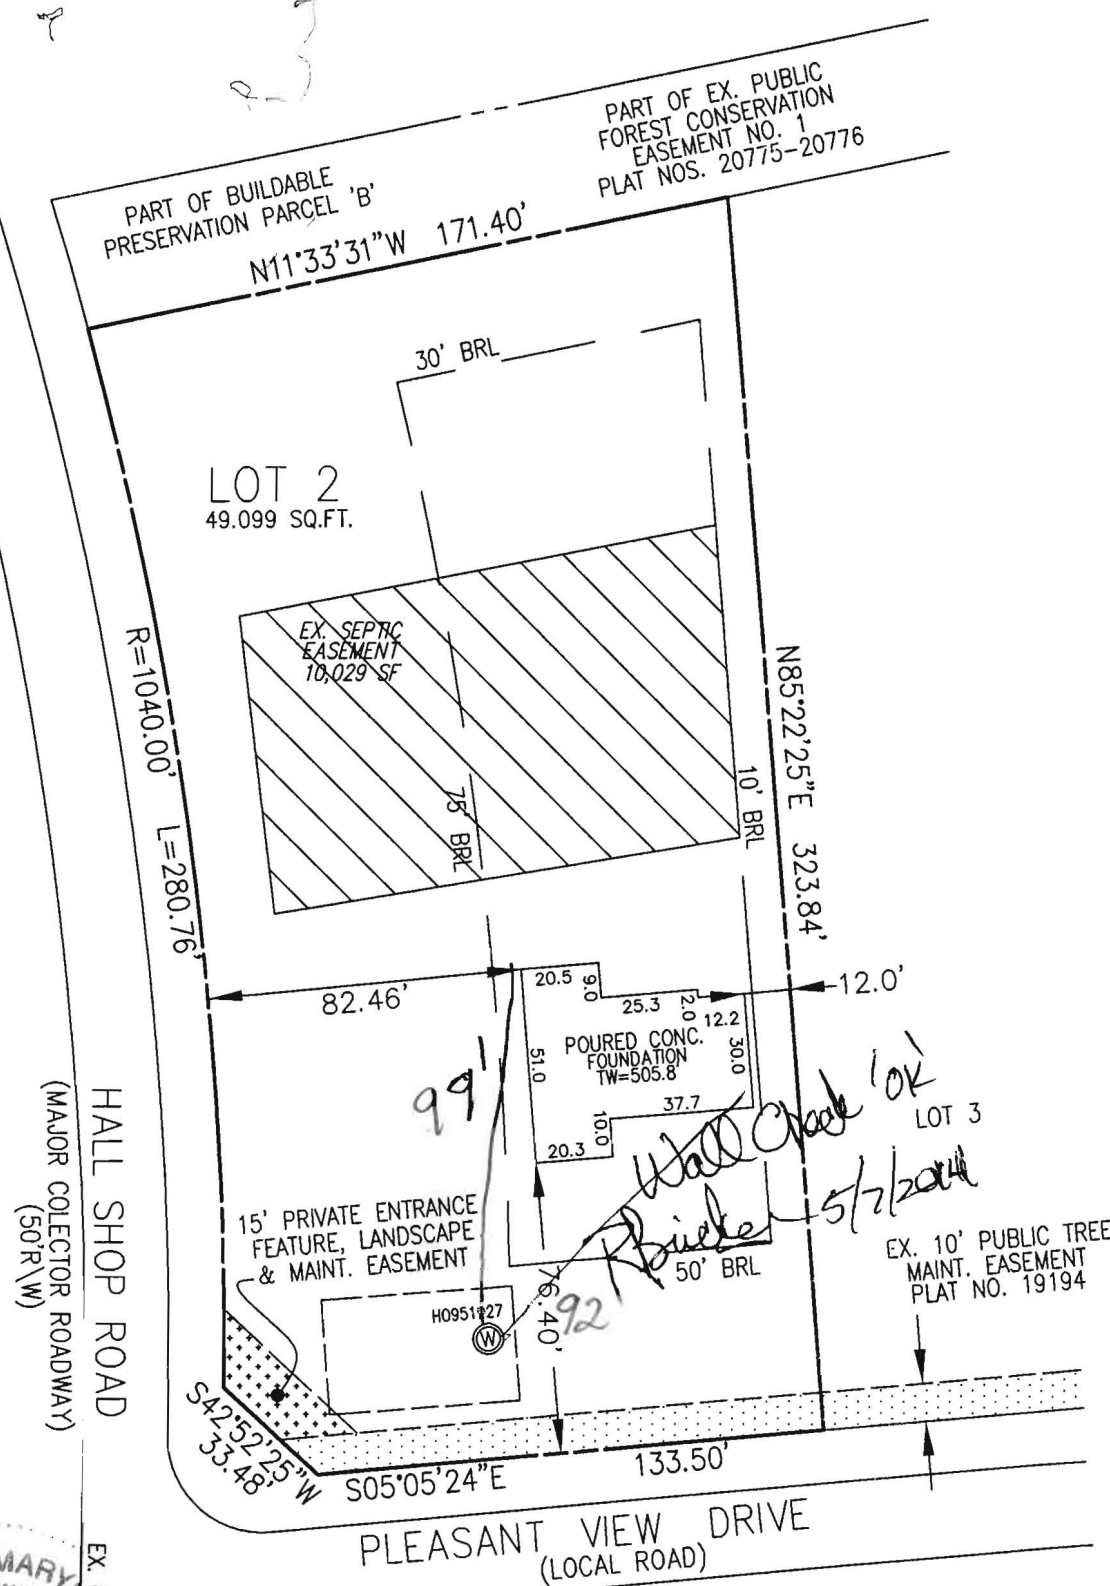 PART OF EX. PUBLIC
FOREST CONSERVATION
EASEMENT NO. 1
PLAT NOS. 20775-20776
PART OF BUILDABLE
PRESERVATION PARCEL 'B'
N11°33'31"W 171.40'
30' BRL
LOT 2
49.099 SQ.FT.
EX. SEPTIC
EASEMENT
10,029 SF
R=1040.00' L=280.76'
N85°22'25"E 323.84'
75' BRL
10' BRL
82.46'
20.5
9.0
25.3
2.0
12.2
12.0'
POURED CONC.
FOUNDATION
TW=505.8
51.0
30.0
37.7
10.0
20.3
99'
Wall Check 'OK'
5/7/2014
LOT 3
HALL SHOP ROAD
(MAJOR COLECTOR ROADWAY)
(50'R\W)
15' PRIVATE ENTRANCE
FEATURE, LANDSCAPE
& MAINT. EASEMENT
50' BRL
EX. 10' PUBLIC TREE
MAINT. EASEMENT
PLAT NO. 19194
W
76.40'
92
S42°52'25"W
33.48'
S05°05'24"E
133.50'
PLEASANT VIEW DRIVE
(LOCAL ROAD)
EX.
MARY